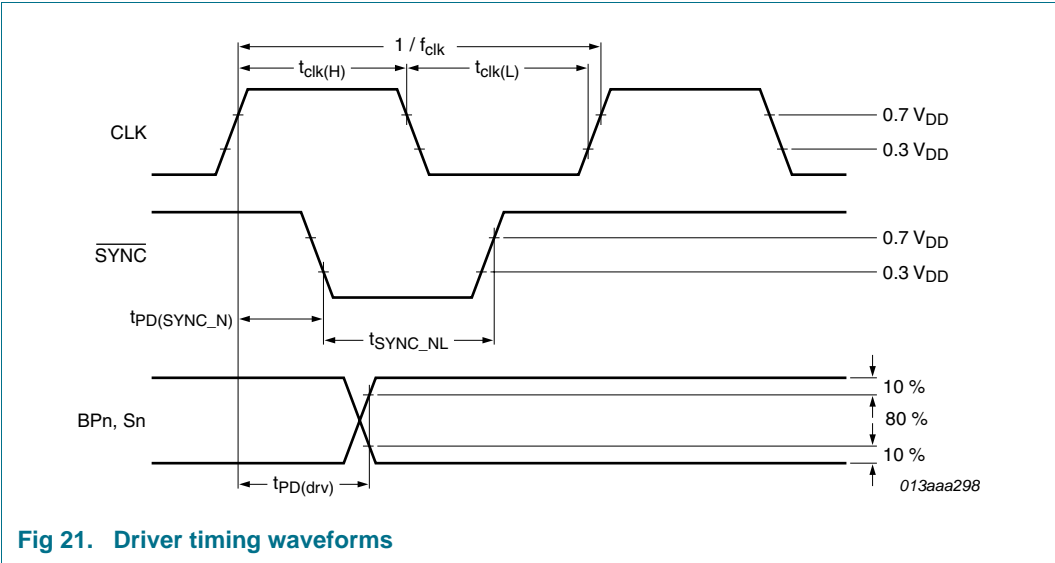 1 / fclk
tclk(H)
tclk(L)
CLK
0.7 VDD
0.3 VDD
SYNC
0.7 VDD
0.3 VDD
tPD(SYNC_N)
tSYNC_NL
BPn, Sn
10 %
80 %
10 %
tPD(drv)
013aaa298
Fig 21. Driver timing waveforms